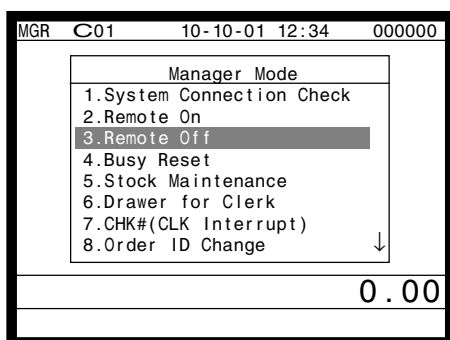 MGR C01 10-10-01 12:34 000000
Manager Mode
1.System Connection Check
2.Remote On
3.Remote Off
4.Busy Reset
5.Stock Maintenance
6.Drawer for Clerk
7.CHK#(CLK Interrupt)
8.Order ID Change ↓
0.00